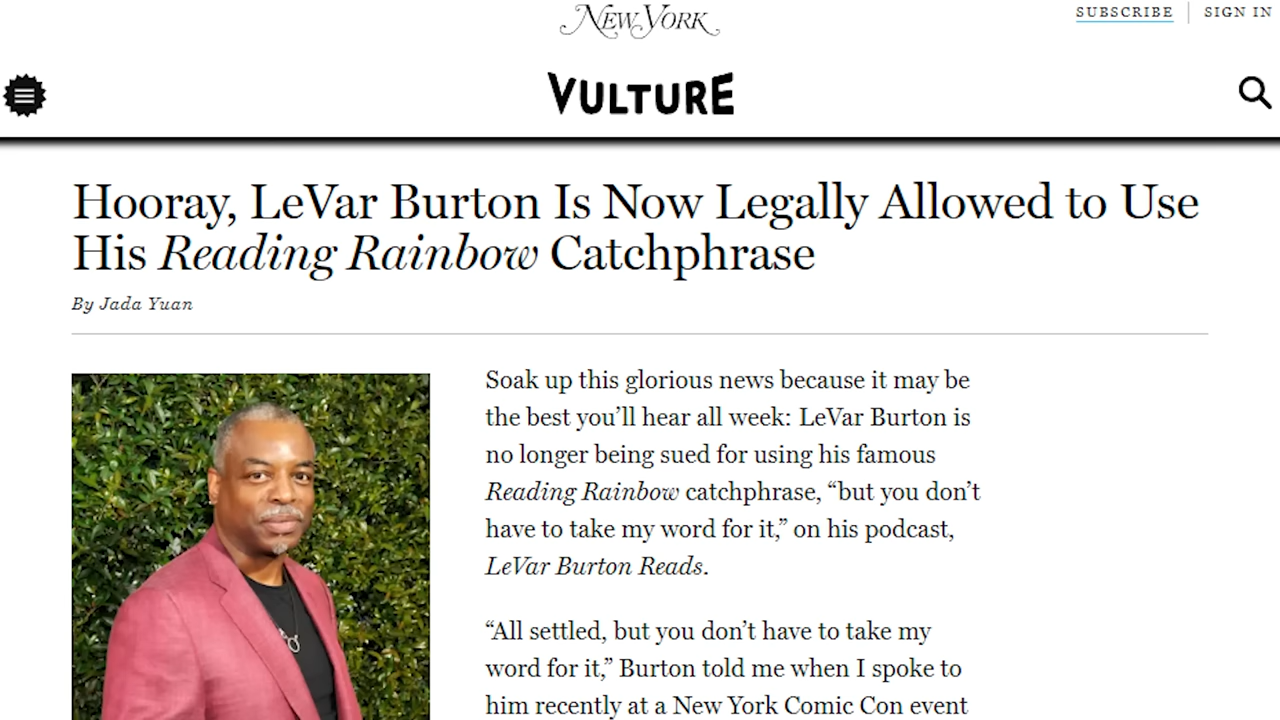 NEW YORK
SUBSCRIBE
SIGN IN
VULTURE
Hooray, LeVar Burton Is Now Legally Allowed to Use
His Reading Rainbow Catchphrase
By Jada Yuan
Soak up this glorious news because it may be
the best you’ll hear all week: LeVar Burton is
no longer being sued for using his famous
Reading Rainbow catchphrase, “but you don’t
have to take my word for it,” on his podcast,
LeVar Burton Reads.
“All settled, but you don’t have to take my
word for it,” Burton told me when I spoke to
him recently at a New York Comic Con event